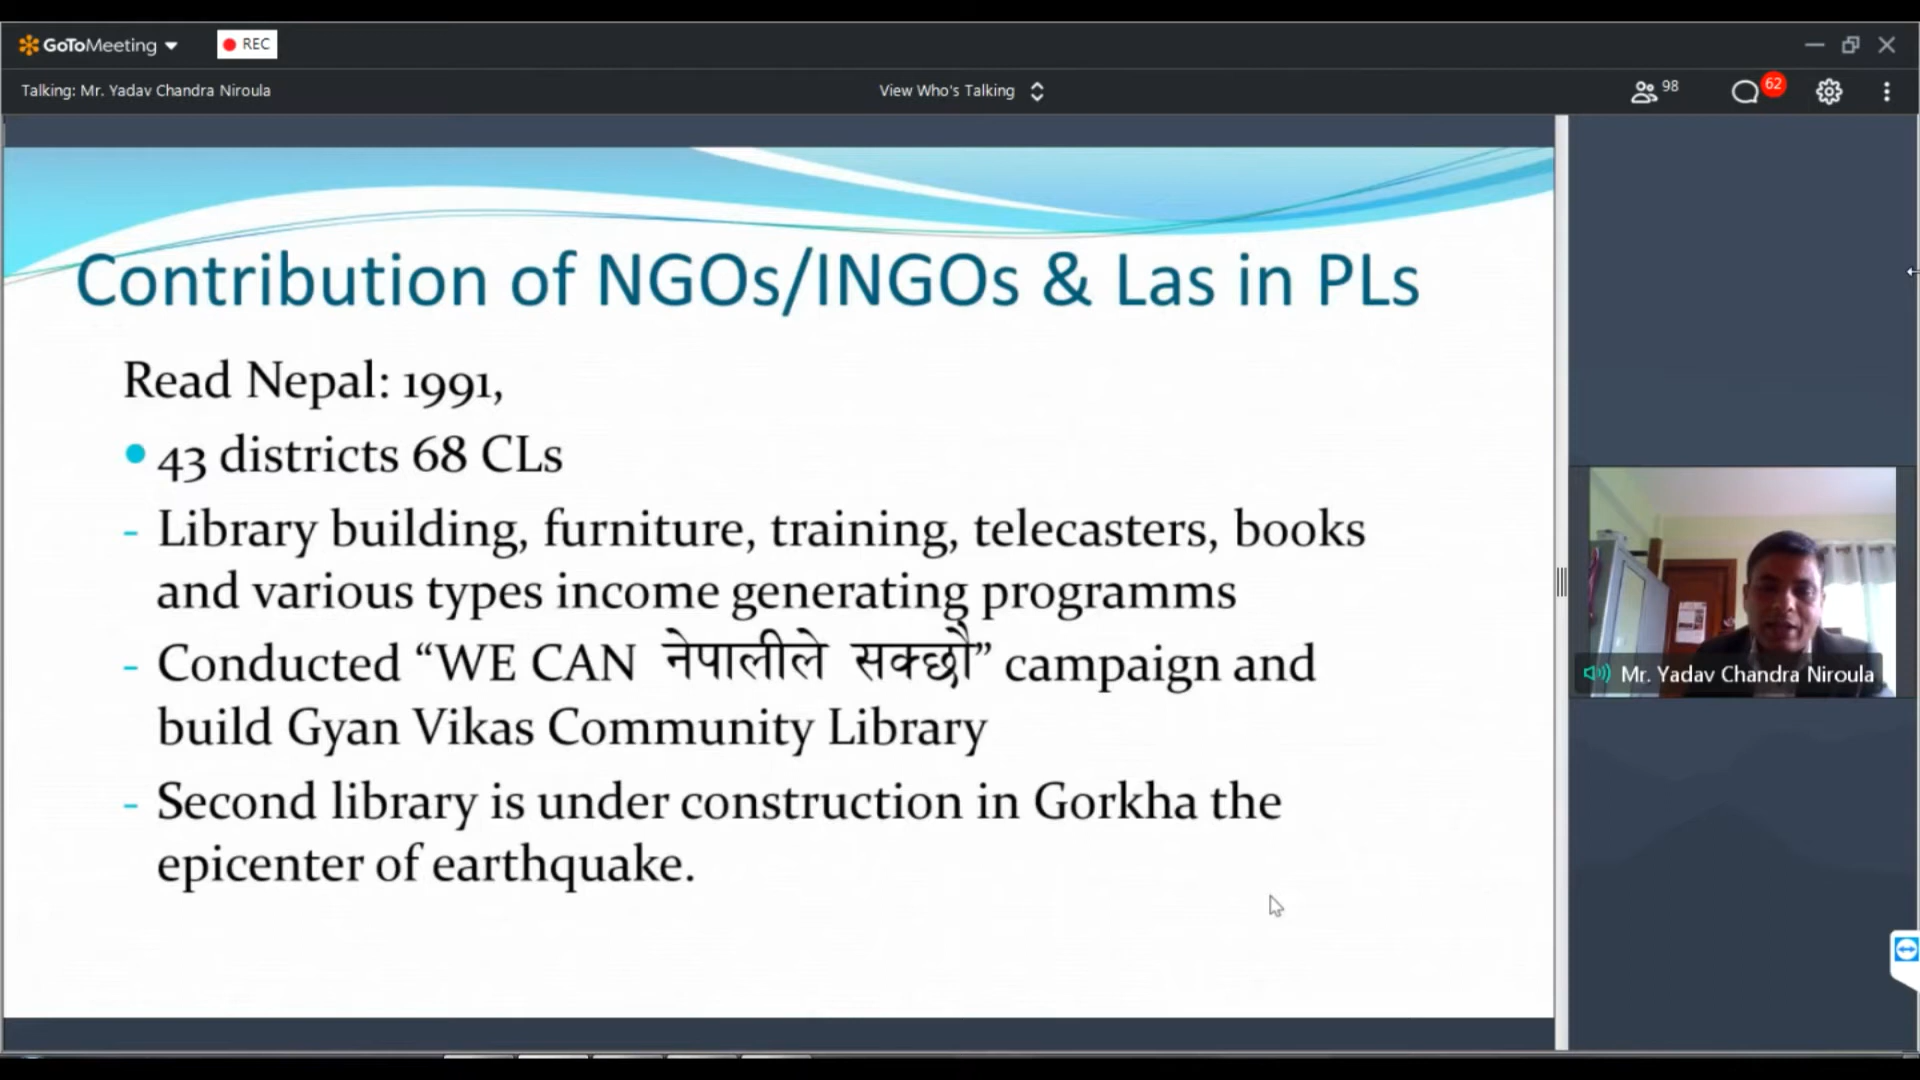 GoToMeeting
REC
Talking: Mr. Yadav Chandra Niroula
View Who's Talking
98
62
Contribution of NGOs/INGOs & Las in PLs
Read Nepal: 1991,
• 43 districts 68 CLs
- Library building, furniture, training, telecasters, books
and various types income generating programms
- Conducted “WE CAN नेपालीले सक्छौ” campaign and
build Gyan Vikas Community Library
- Second library is under construction in Gorkha the
epicenter of earthquake.
Mr. Yadav Chandra Niroula